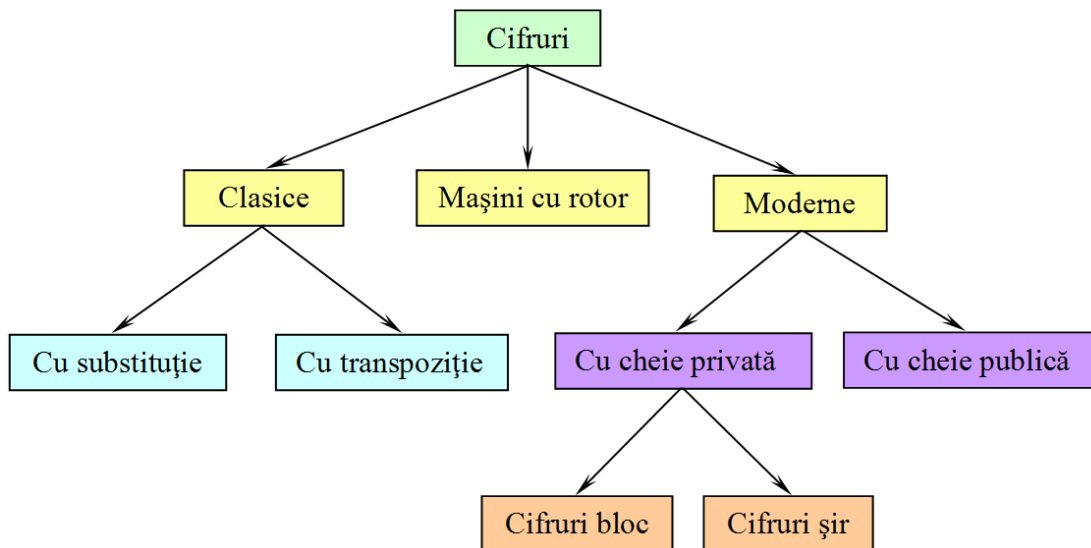 Cifruri
Clasice
Maşini cu rotor
Moderne
Cu substituţie
Cu transpoziţie
Cu cheie privată
Cu cheie publică
Cifruri bloc
Cifruri şir